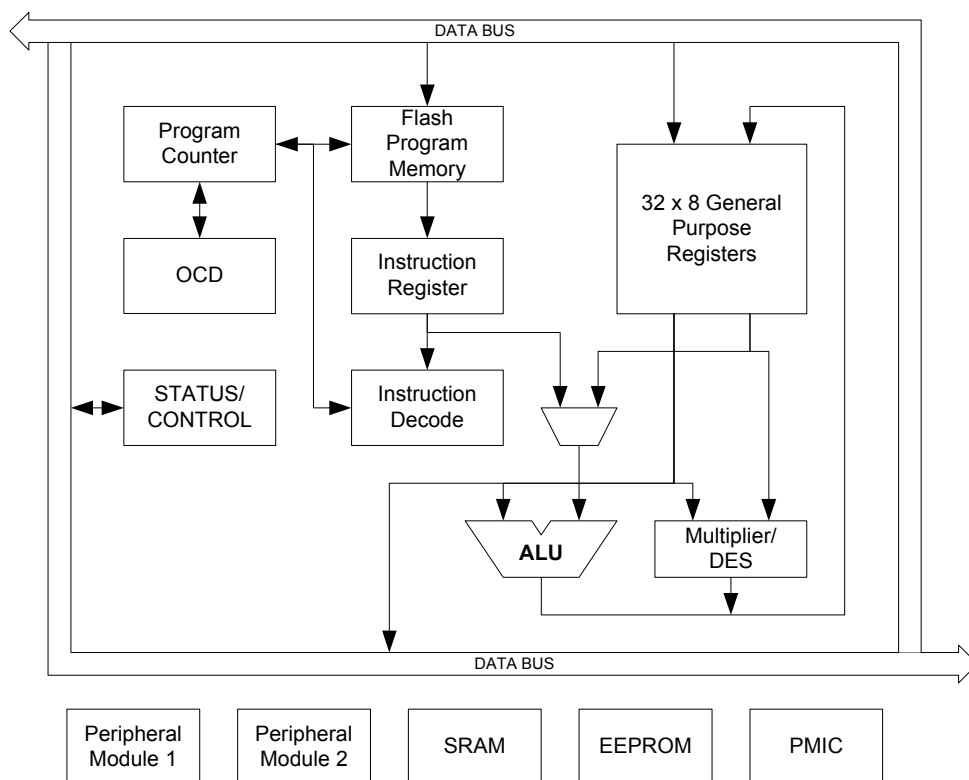 DATA BUS
Program
Counter
Flash
Program
Memory
32 x 8 General
Purpose
Registers
OCD
Instruction
Register
STATUS/
CONTROL
Instruction
Decode
ALU
Multiplier/
DES
DATA BUS
Peripheral
Module 1
Peripheral
Module 2
SRAM
EEPROM
PMIC